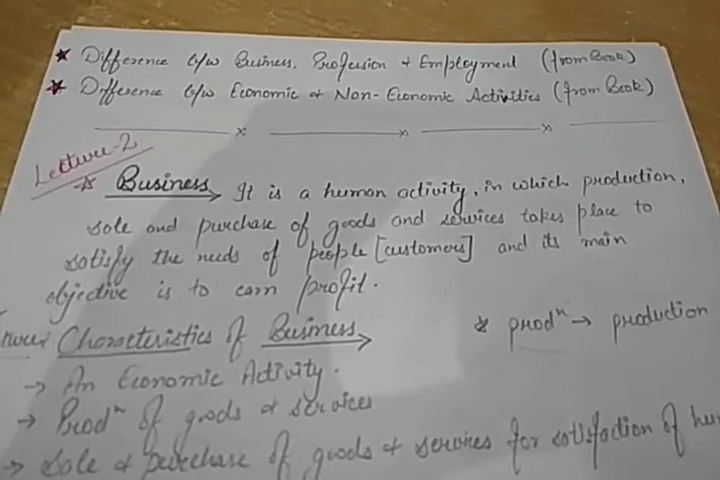 * Difference b/w Business, Profession & Employment (from Book)
* Difference b/w Economic & Non-Economic Activities (from Book)
Lecture-2
Business → It is a human activity, in which production,
sale and purchase of goods and services takes place to
satisfy the needs of people [customers] and its main
objective is to earn profit.
Characteristics of Business →
* prodⁿ → production
→ An Economic Activity.
→ Prodⁿ of goods & services
→ Sale & purchase of goods & services for satisfaction of